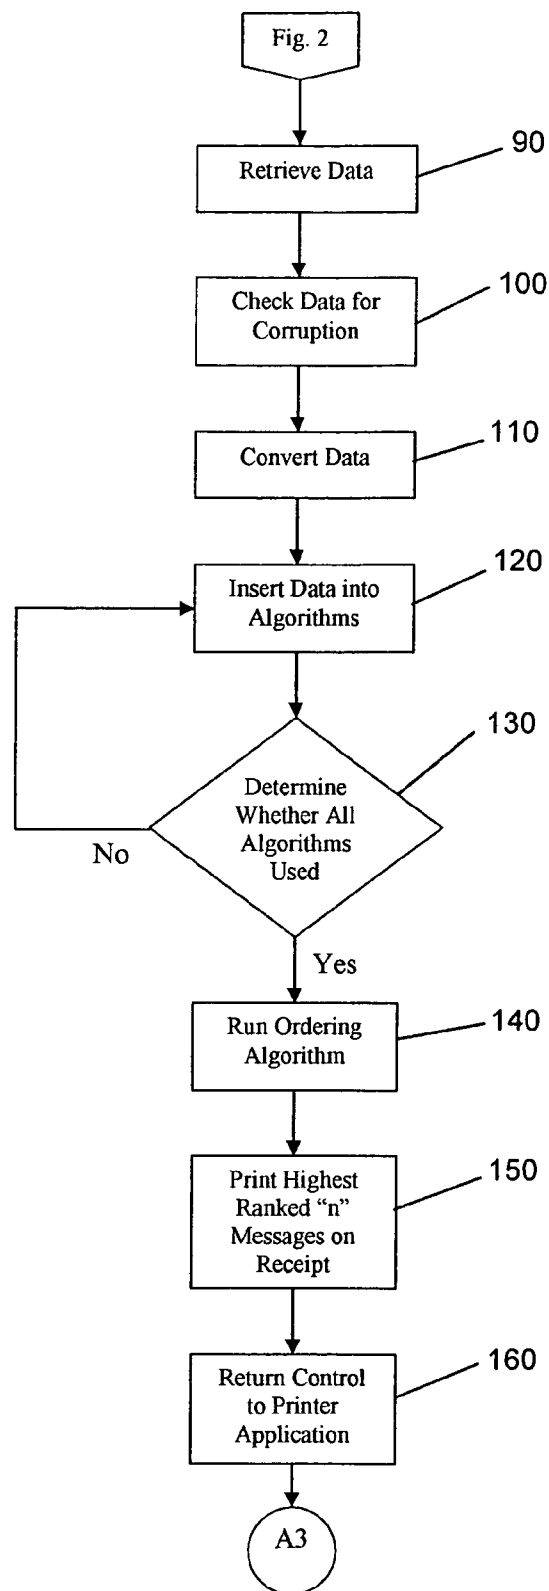 Fig. 2
90
Retrieve Data
100
Check Data for
Corruption
110
Convert Data
120
Insert Data into
Algorithms
130
Determine
Whether All
Algorithms
Used
No
Yes
140
Run Ordering
Algorithm
150
Print Highest
Ranked “n”
Messages on
Receipt
160
Return Control
to Printer
Application
A3